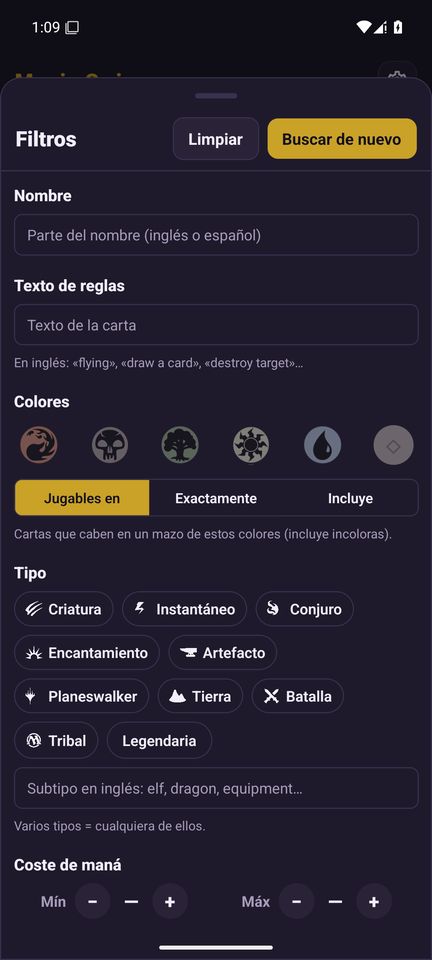 1:09
Filtros
Limpiar
Buscar de nuevo
Nombre
Parte del nombre (inglés o español)
Texto de reglas
Texto de la carta
En inglés: «flying», «draw a card», «destroy target»…
Colores
Jugables en
Exactamente
Incluye
Cartas que caben en un mazo de estos colores (incluye incoloras).
Tipo
Criatura
Instantáneo
Conjuro
Encantamiento
Artefacto
Planeswalker
Tierra
Batalla
Tribal
Legendaria
Subtipo en inglés: elf, dragon, equipment…
Varios tipos = cualquiera de ellos.
Coste de maná
Mín - — +
Máx - — +